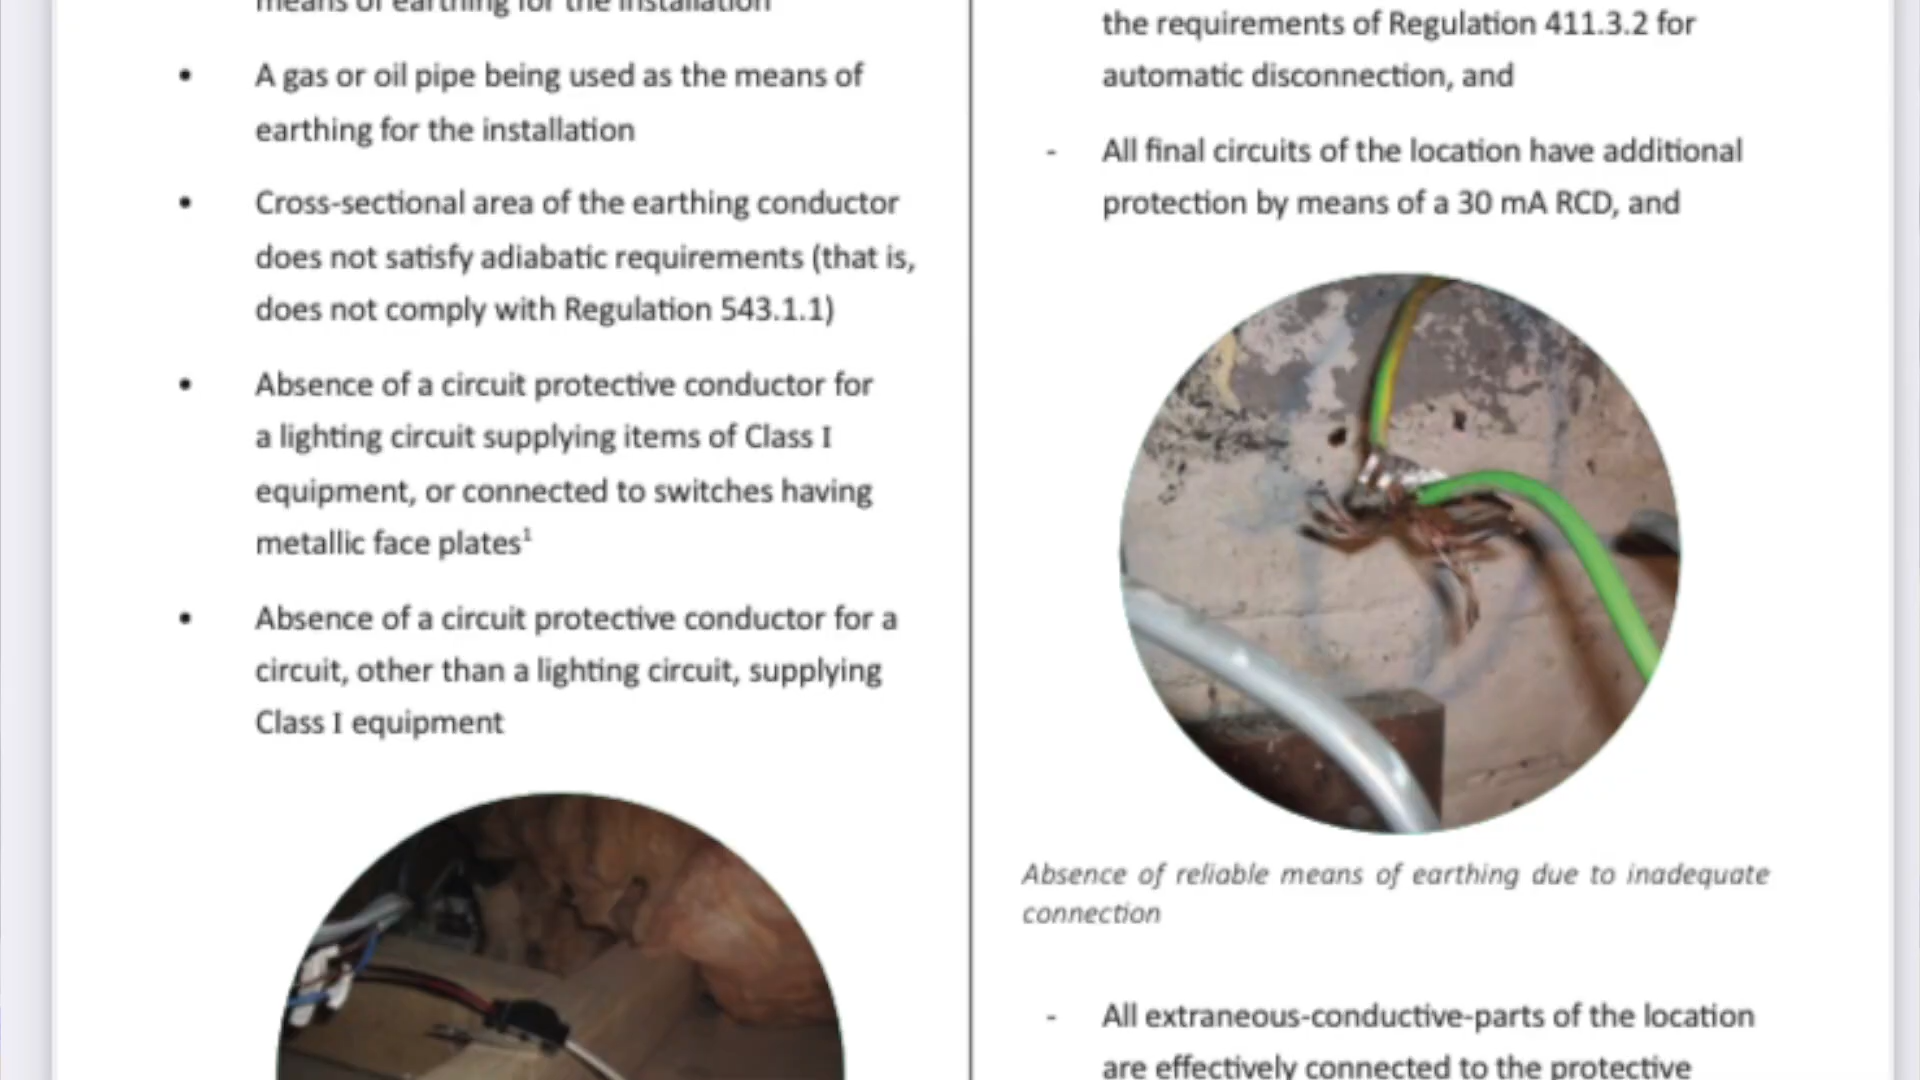 means of earthing for the installation
• A gas or oil pipe being used as the means of
earthing for the installation
• Cross-sectional area of the earthing conductor
does not satisfy adiabatic requirements (that is,
does not comply with Regulation 543.1.1)
• Absence of a circuit protective conductor for
a lighting circuit supplying items of Class I
equipment, or connected to switches having
metallic face plates¹
• Absence of a circuit protective conductor for a
circuit, other than a lighting circuit, supplying
Class I equipment
the requirements of Regulation 411.3.2 for
automatic disconnection, and
- All final circuits of the location have additional
protection by means of a 30 mA RCD, and
Absence of reliable means of earthing due to inadequate
connection
- All extraneous-conductive-parts of the location
are effectively connected to the protective